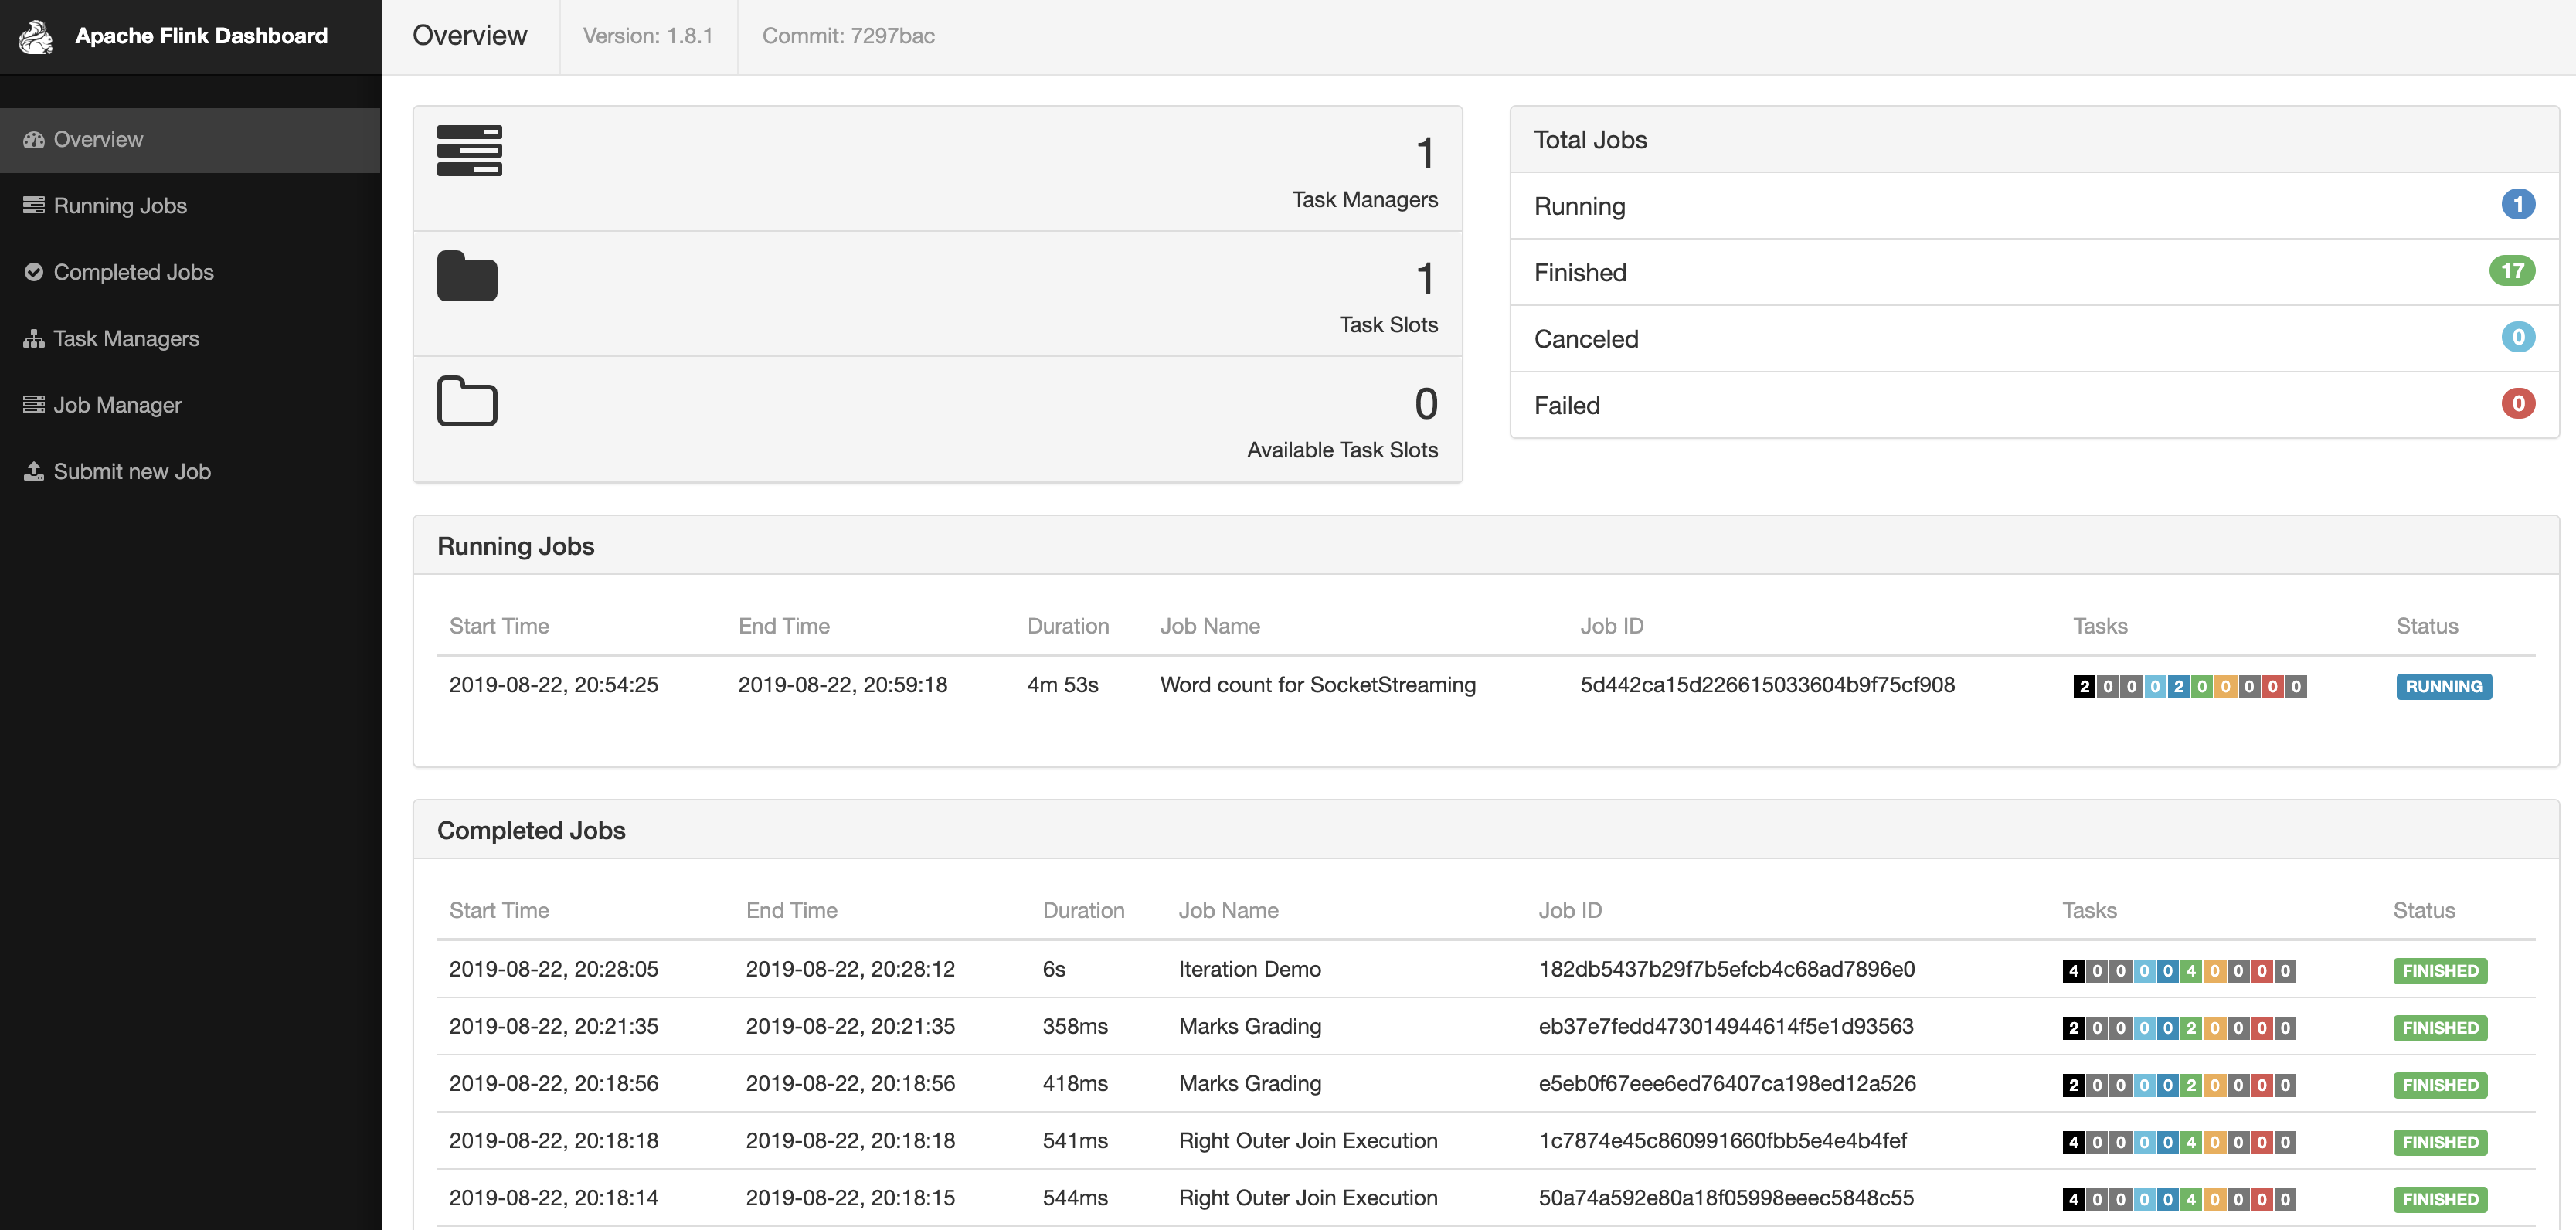 Apache Flink Dashboard
Overview Version: 1.8.1 Commit: 7297bac
Overview
Running Jobs
Completed Jobs
Task Managers
Job Manager
Submit new Job
1
Task Managers
1
Task Slots
0
Available Task Slots
Total Jobs
Running 1
Finished 17
Canceled 0
Failed 0
Running Jobs
Start Time End Time Duration Job Name Job ID Tasks Status
2019-08-22, 20:54:25 2019-08-22, 20:59:18 4m 53s Word count for SocketStreaming 5d442ca15d226615033604b9f75cf908 2 0 0 0 2 0 0 0 0 0 RUNNING
Completed Jobs
Start Time End Time Duration Job Name Job ID Tasks Status
2019-08-22, 20:28:05 2019-08-22, 20:28:12 6s Iteration Demo 182db5437b29f7b5efcb4c68ad7896e0 4 0 0 0 0 4 0 0 0 0 FINISHED
2019-08-22, 20:21:35 2019-08-22, 20:21:35 358ms Marks Grading eb37e7fedd473014944614f5e1d93563 2 0 0 0 0 2 0 0 0 0 FINISHED
2019-08-22, 20:18:56 2019-08-22, 20:18:56 418ms Marks Grading e5eb0f67eee6ed76407ca198ed12a526 2 0 0 0 0 2 0 0 0 0 FINISHED
2019-08-22, 20:18:18 2019-08-22, 20:18:18 541ms Right Outer Join Execution 1c7874e45c860991660fbb5e4e4b4fef 4 0 0 0 0 4 0 0 0 0 FINISHED
2019-08-22, 20:18:14 2019-08-22, 20:18:15 544ms Right Outer Join Execution 50a74a592e80a18f05998eeec5848c55 4 0 0 0 0 4 0 0 0 0 FINISHED